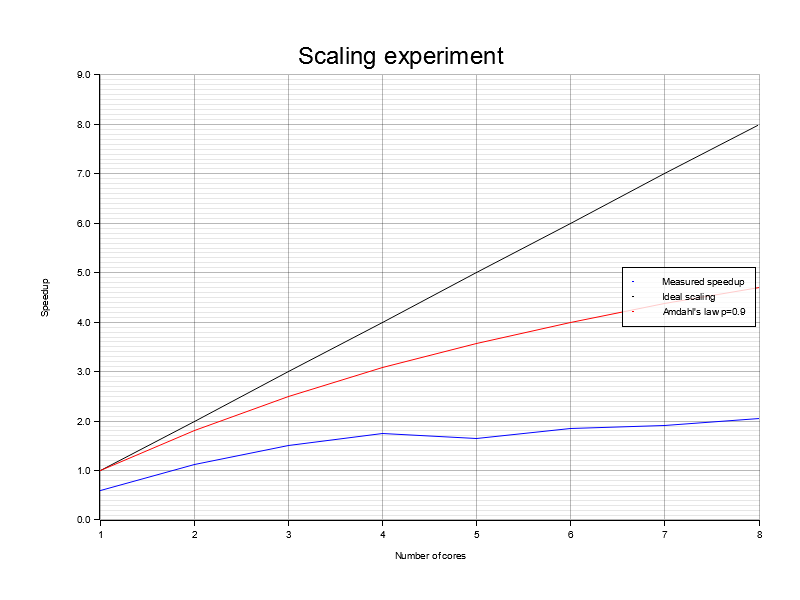 Scaling experiment
9.0
8.0
7.0
6.0
5.0
4.0
3.0
2.0
1.0
0.0
Speedup
Measured speedup
Ideal scaling
Amdahl's law p=0.9
1 2 3 4 5 6 7 8
Number of cores